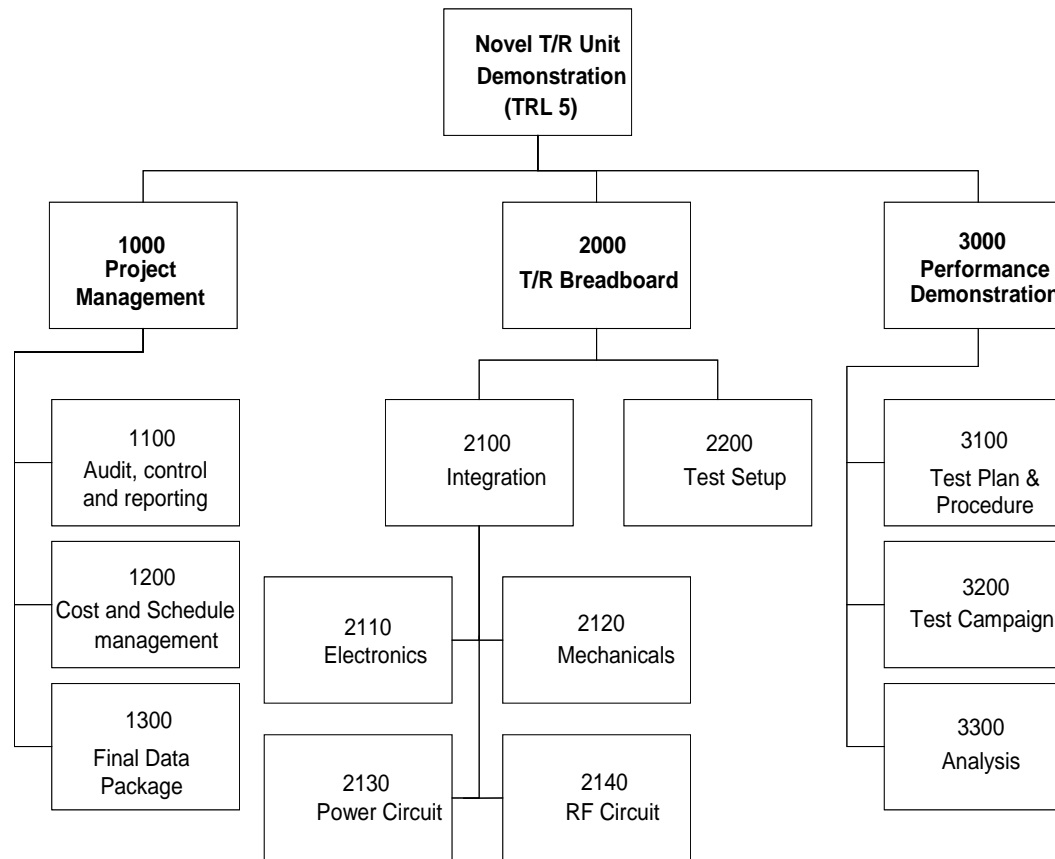 Novel T/R Unit
Demonstration
(TRL 5)
1000
Project
Management
2000
T/R Breadboard
3000
Performance
Demonstration
1100
Audit, control
and reporting
1200
Cost and Schedule
management
1300
Final Data
Package
2100
Integration
2200
Test Setup
2110
Electronics
2120
Mechanicals
2130
Power Circuit
2140
RF Circuit
3100
Test Plan &
Procedure
3200
Test Campaign
3300
Analysis